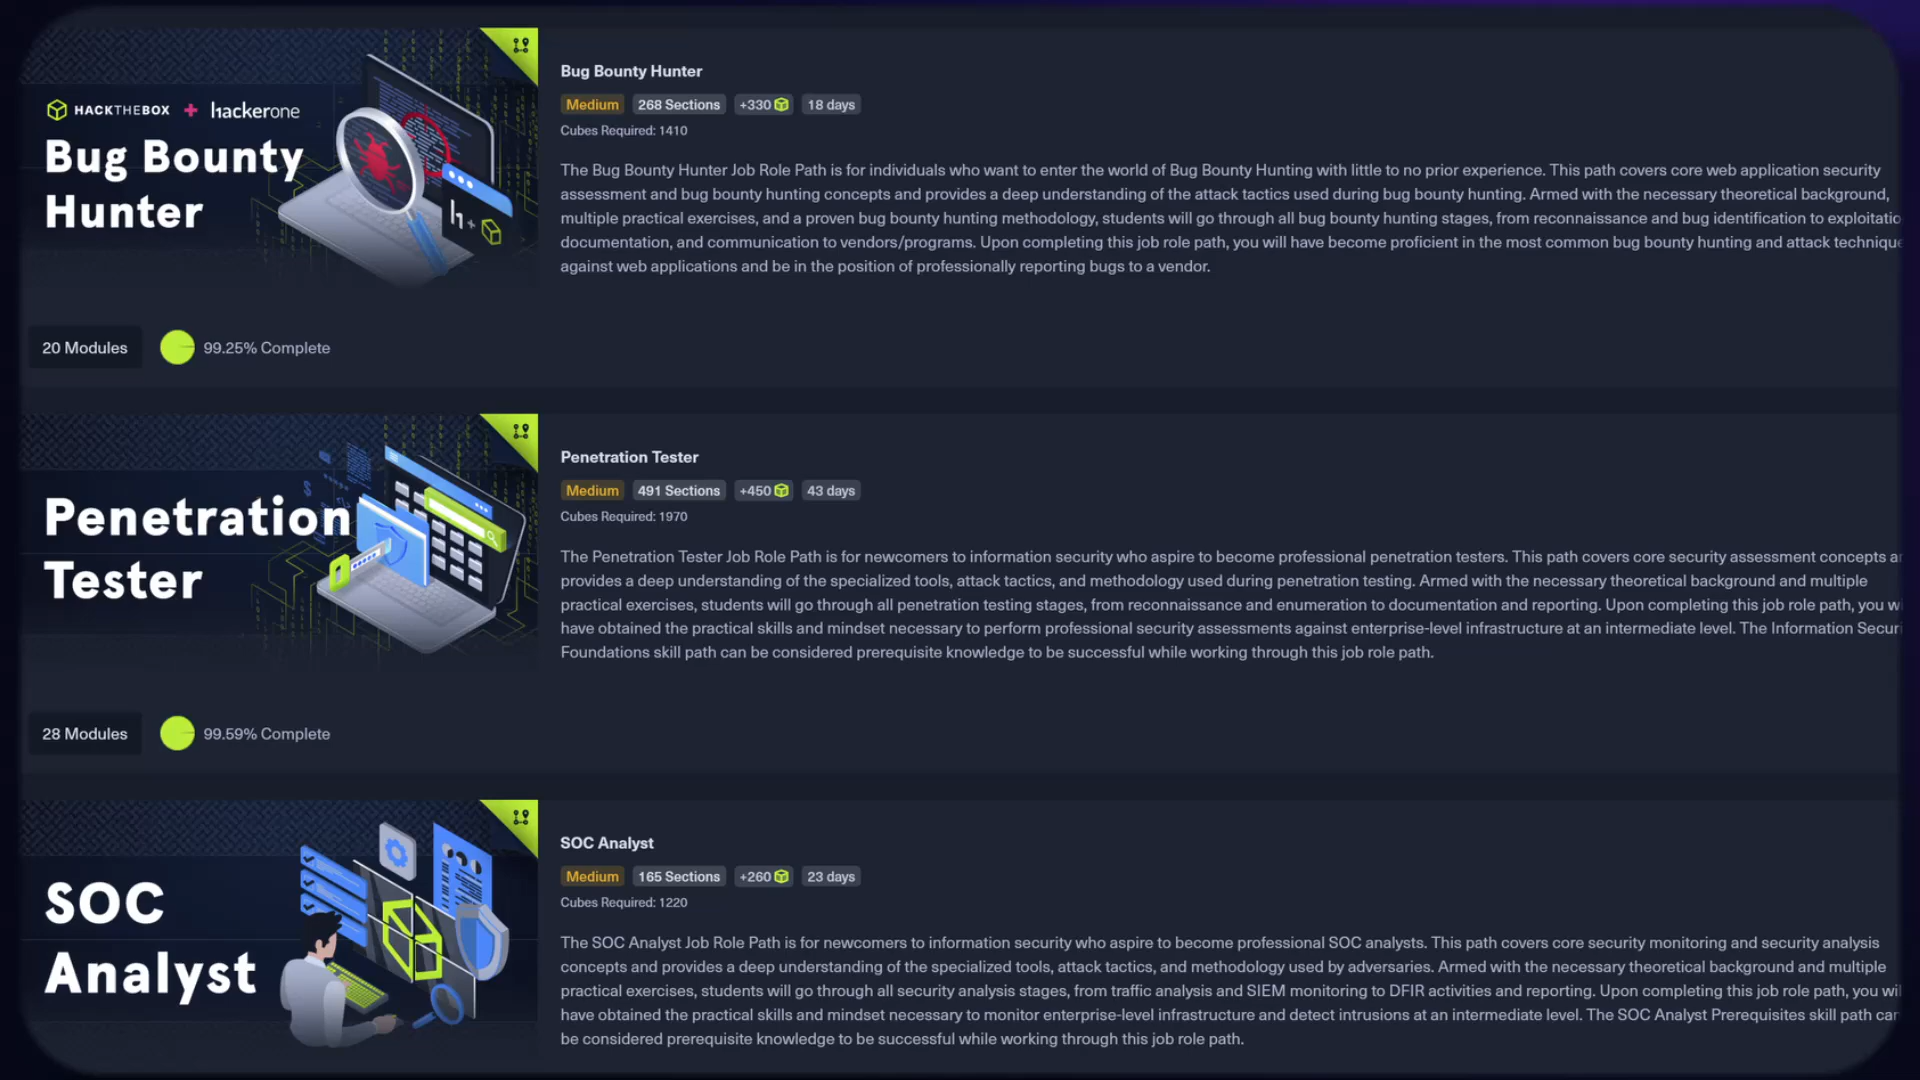 HACKTHEBOX + hackerone
Bug Bounty
Hunter
Bug Bounty Hunter
Medium 268 Sections +330 18 days
Cubes Required: 1410
The Bug Bounty Hunter Job Role Path is for individuals who want to enter the world of Bug Bounty Hunting with little to no prior experience. This path covers core web application security
assessment and bug bounty hunting concepts and provides a deep understanding of the attack tactics used during bug bounty hunting. Armed with the necessary theoretical background,
multiple practical exercises, and a proven bug bounty hunting methodology, students will go through all bug bounty hunting stages, from reconnaissance and bug identification to exploitatio
documentation, and communication to vendors/programs. Upon completing this job role path, you will have become proficient in the most common bug bounty hunting and attack technique
against web applications and be in the position of professionally reporting bugs to a vendor.
20 Modules 99.25% Complete
Penetration
Tester
Penetration Tester
Medium 491 Sections +450 43 days
Cubes Required: 1970
The Penetration Tester Job Role Path is for newcomers to information security who aspire to become professional penetration testers. This path covers core security assessment concepts an
provides a deep understanding of the specialized tools, attack tactics, and methodology used during penetration testing. Armed with the necessary theoretical background and multiple
practical exercises, students will go through all penetration testing stages, from reconnaissance and enumeration to documentation and reporting. Upon completing this job role path, you wi
have obtained the practical skills and mindset necessary to perform professional security assessments against enterprise-level infrastructure at an intermediate level. The Information Securi
Foundations skill path can be considered prerequisite knowledge to be successful while working through this job role path.
28 Modules 99.59% Complete
SOC
Analyst
SOC Analyst
Medium 165 Sections +260 23 days
Cubes Required: 1220
The SOC Analyst Job Role Path is for newcomers to information security who aspire to become professional SOC analysts. This path covers core security monitoring and security analysis
concepts and provides a deep understanding of the specialized tools, attack tactics, and methodology used by adversaries. Armed with the necessary theoretical background and multiple
practical exercises, students will go through all security analysis stages, from traffic analysis and SIEM monitoring to DFIR activities and reporting. Upon completing this job role path, you wil
have obtained the practical skills and mindset necessary to monitor enterprise-level infrastructure and detect intrusions at an intermediate level. The SOC Analyst Prerequisites skill path can
be considered prerequisite knowledge to be successful while working through this job role path.